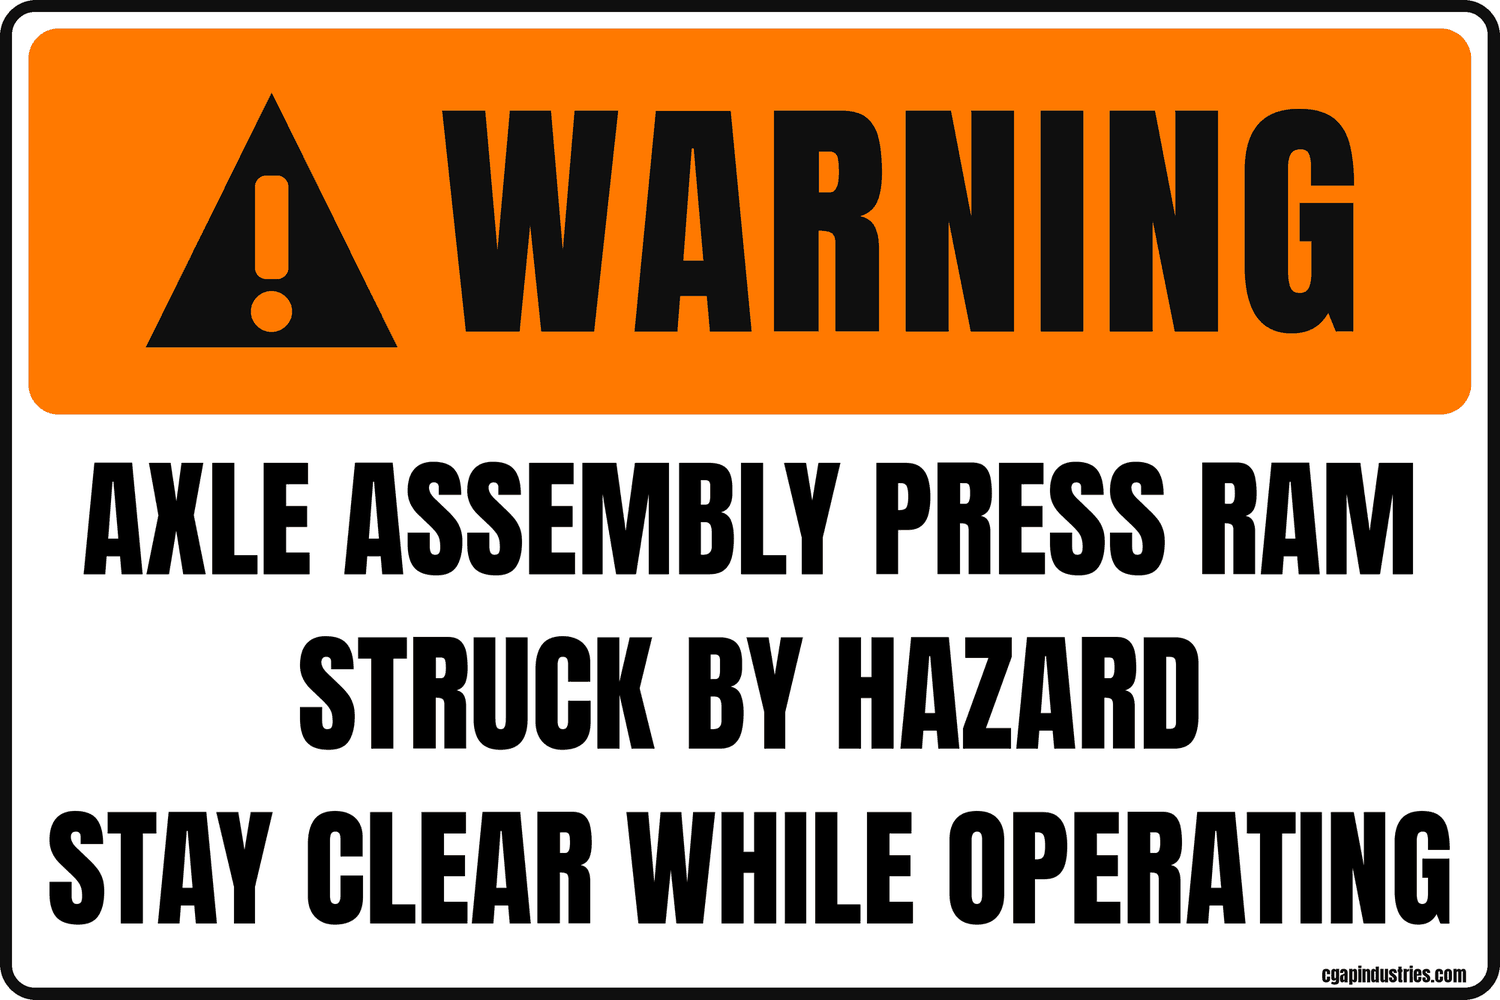 WARNING
AXLE ASSEMBLY PRESS RAM
STRUCK BY HAZARD
STAY CLEAR WHILE OPERATING
cgapindustries.com